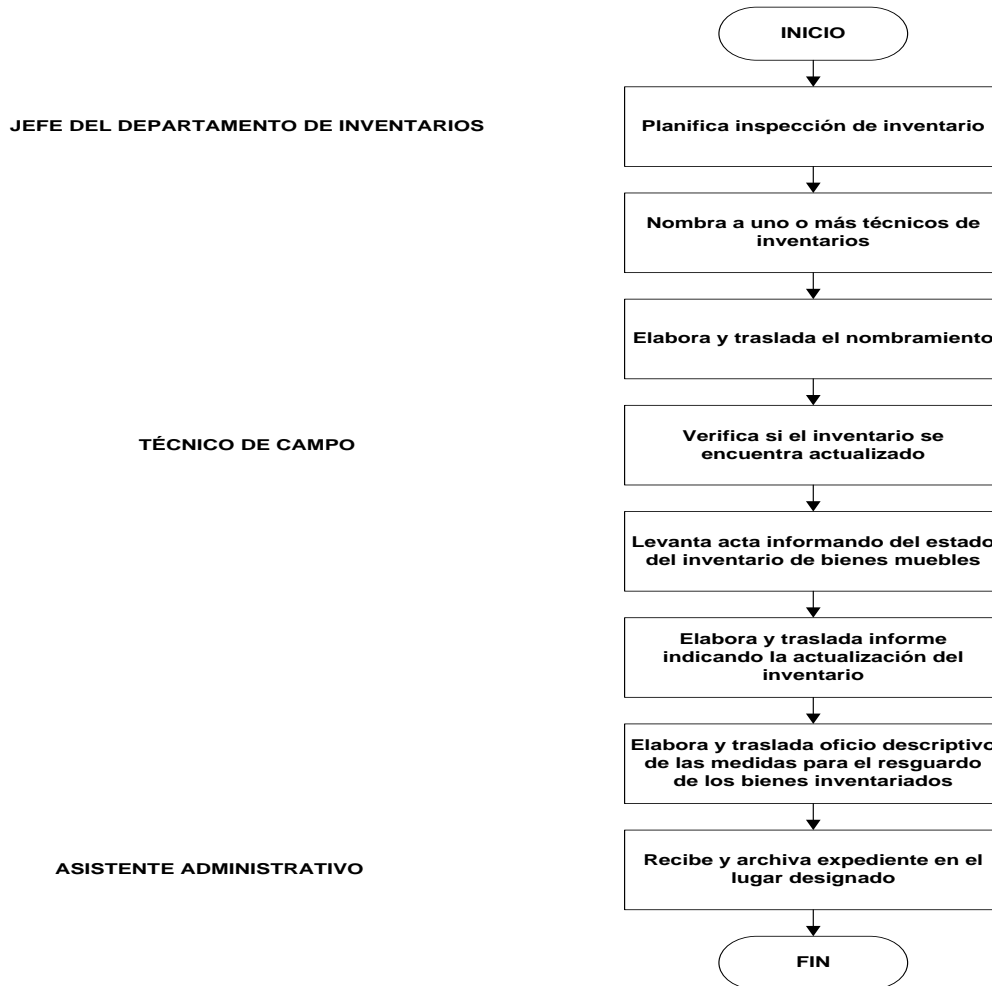 INICIO
JEFE DEL DEPARTAMENTO DE INVENTARIOS
Planifica inspección de inventario
Nombra a uno o más técnicos de
inventarios
Elabora y traslada el nombramiento
TÉCNICO DE CAMPO
Verifica si el inventario se
encuentra actualizado
Levanta acta informando del estado
del inventario de bienes muebles
Elabora y traslada informe
indicando la actualización del
inventario
Elabora y traslada oficio descriptivo
de las medidas para el resguardo
de los bienes inventariados
ASISTENTE ADMINISTRATIVO
Recibe y archiva expediente en el
lugar designado
FIN